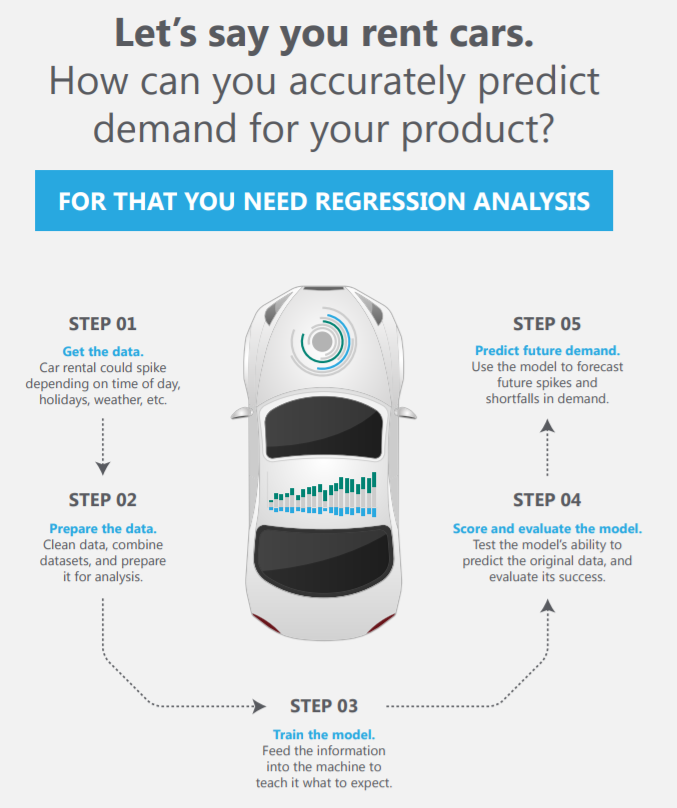 Let's say you rent cars.
How can you accurately predict
demand for your product?
FOR THAT YOU NEED REGRESSION ANALYSIS
STEP 01
Get the data.
Car rental could spike
depending on time of day,
holidays, weather, etc.
STEP 02
Prepare the data.
Clean data, combine
datasets, and prepare
it for analysis.
STEP 03
Train the model.
Feed the information
into the machine to
teach it what to expect.
STEP 04
Score and evaluate the model.
Test the model's ability to
predict the original data, and
evaluate its success.
STEP 05
Predict future demand.
Use the model to forecast
future spikes and
shortfalls in demand.